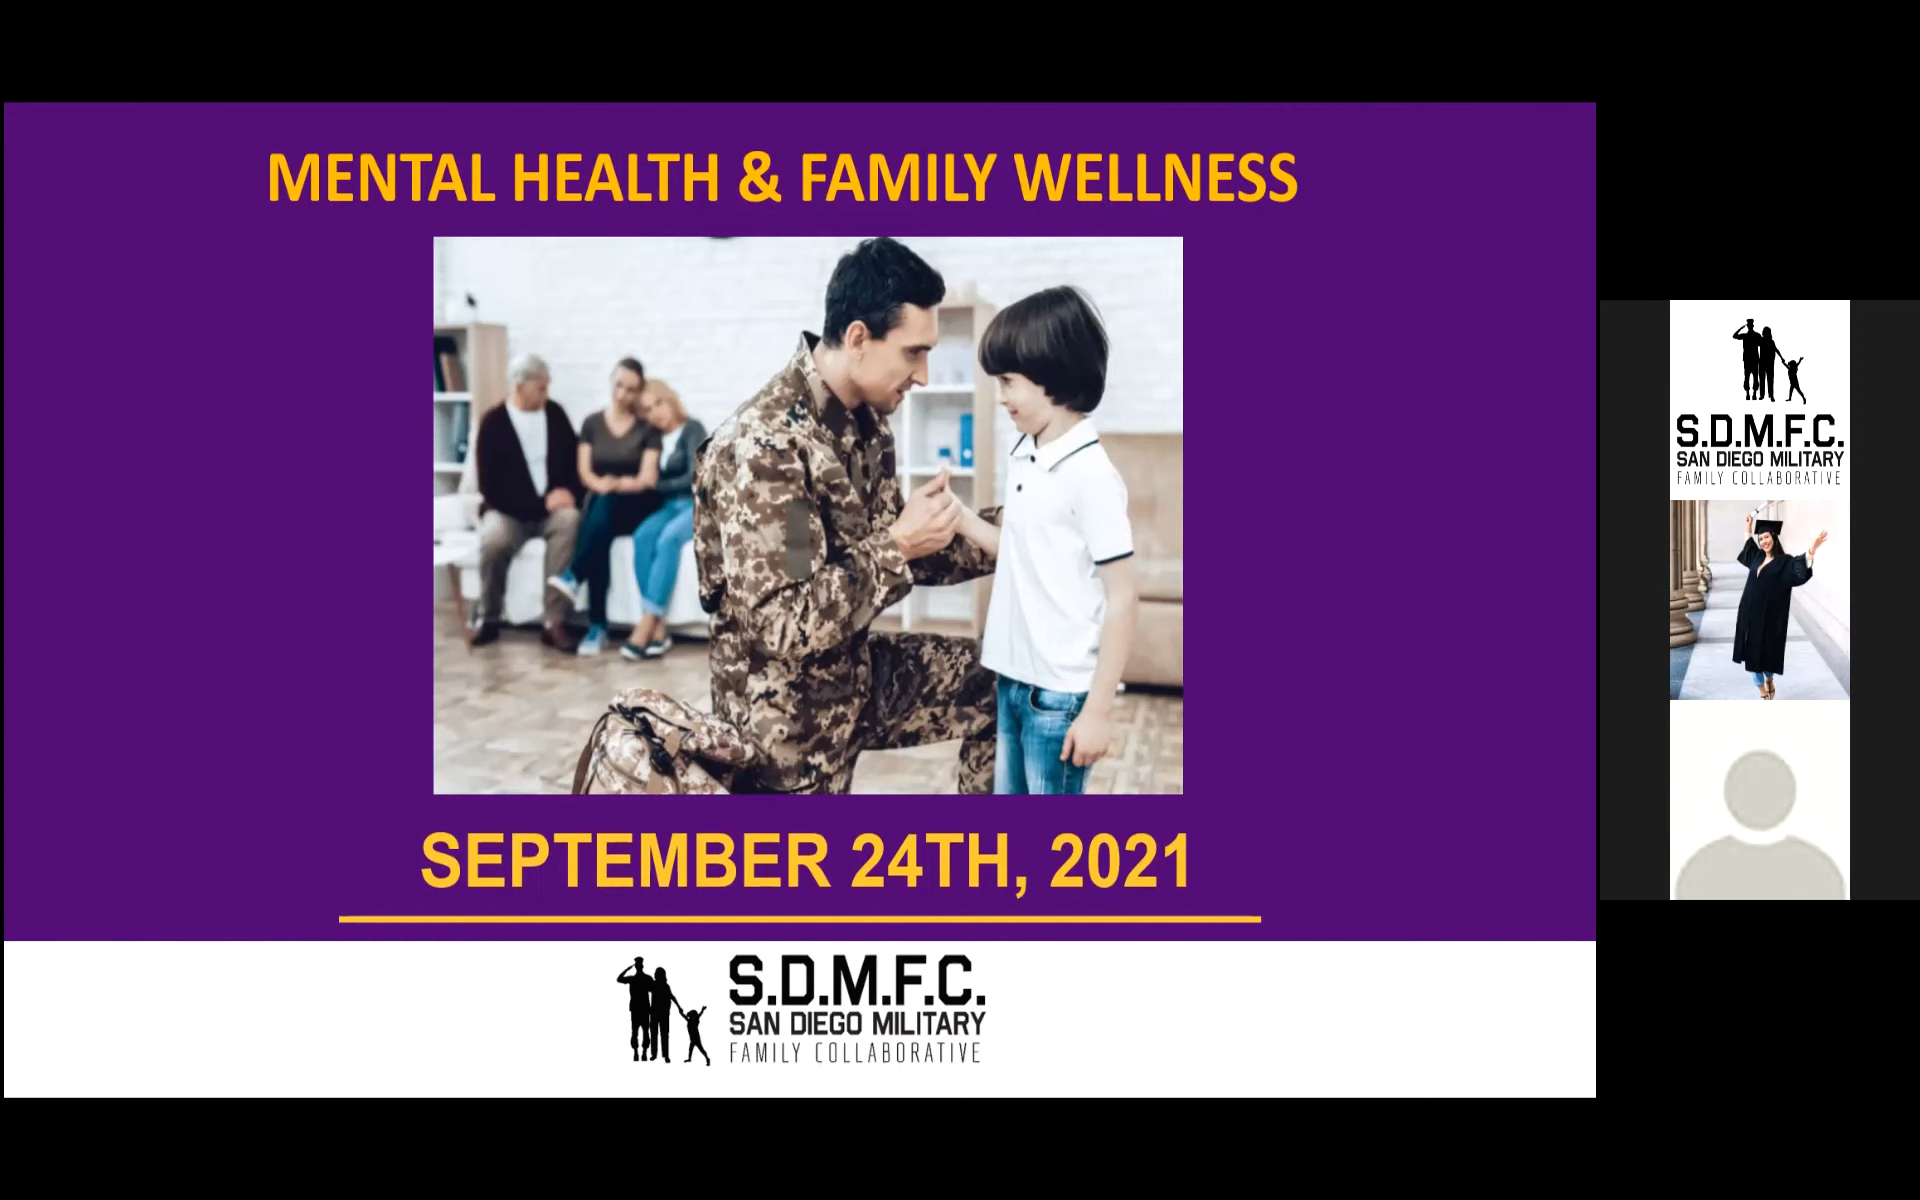 MENTAL HEALTH & FAMILY WELLNESS
SEPTEMBER 24TH, 2021
S.D.M.F.C.
SAN DIEGO MILITARY
FAMILY COLLABORATIVE
S.D.M.F.C.
SAN DIEGO MILITARY
FAMILY COLLABORATIVE